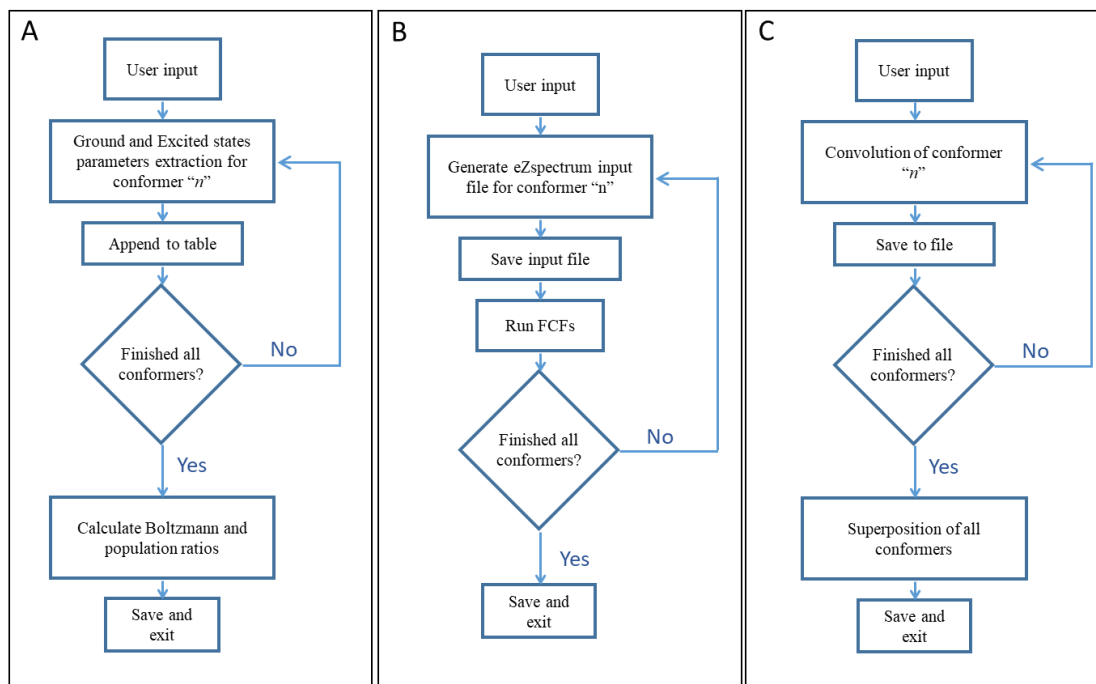 A
User input
Ground and Excited states
parameters extraction for
conformer “n”
Append to table
Finished all
conformers?
No
Yes
Calculate Boltzmann and
population ratios
Save and
exit
B
User input
Generate eZspectrum input
file for conformer “n”
Save input file
Run FCFs
Finished all
conformers?
No
Yes
Save and
exit
C
User input
Convolution of conformer
“n”
Save to file
Finished all
conformers?
No
Yes
Superposition of all
conformers
Save and
exit